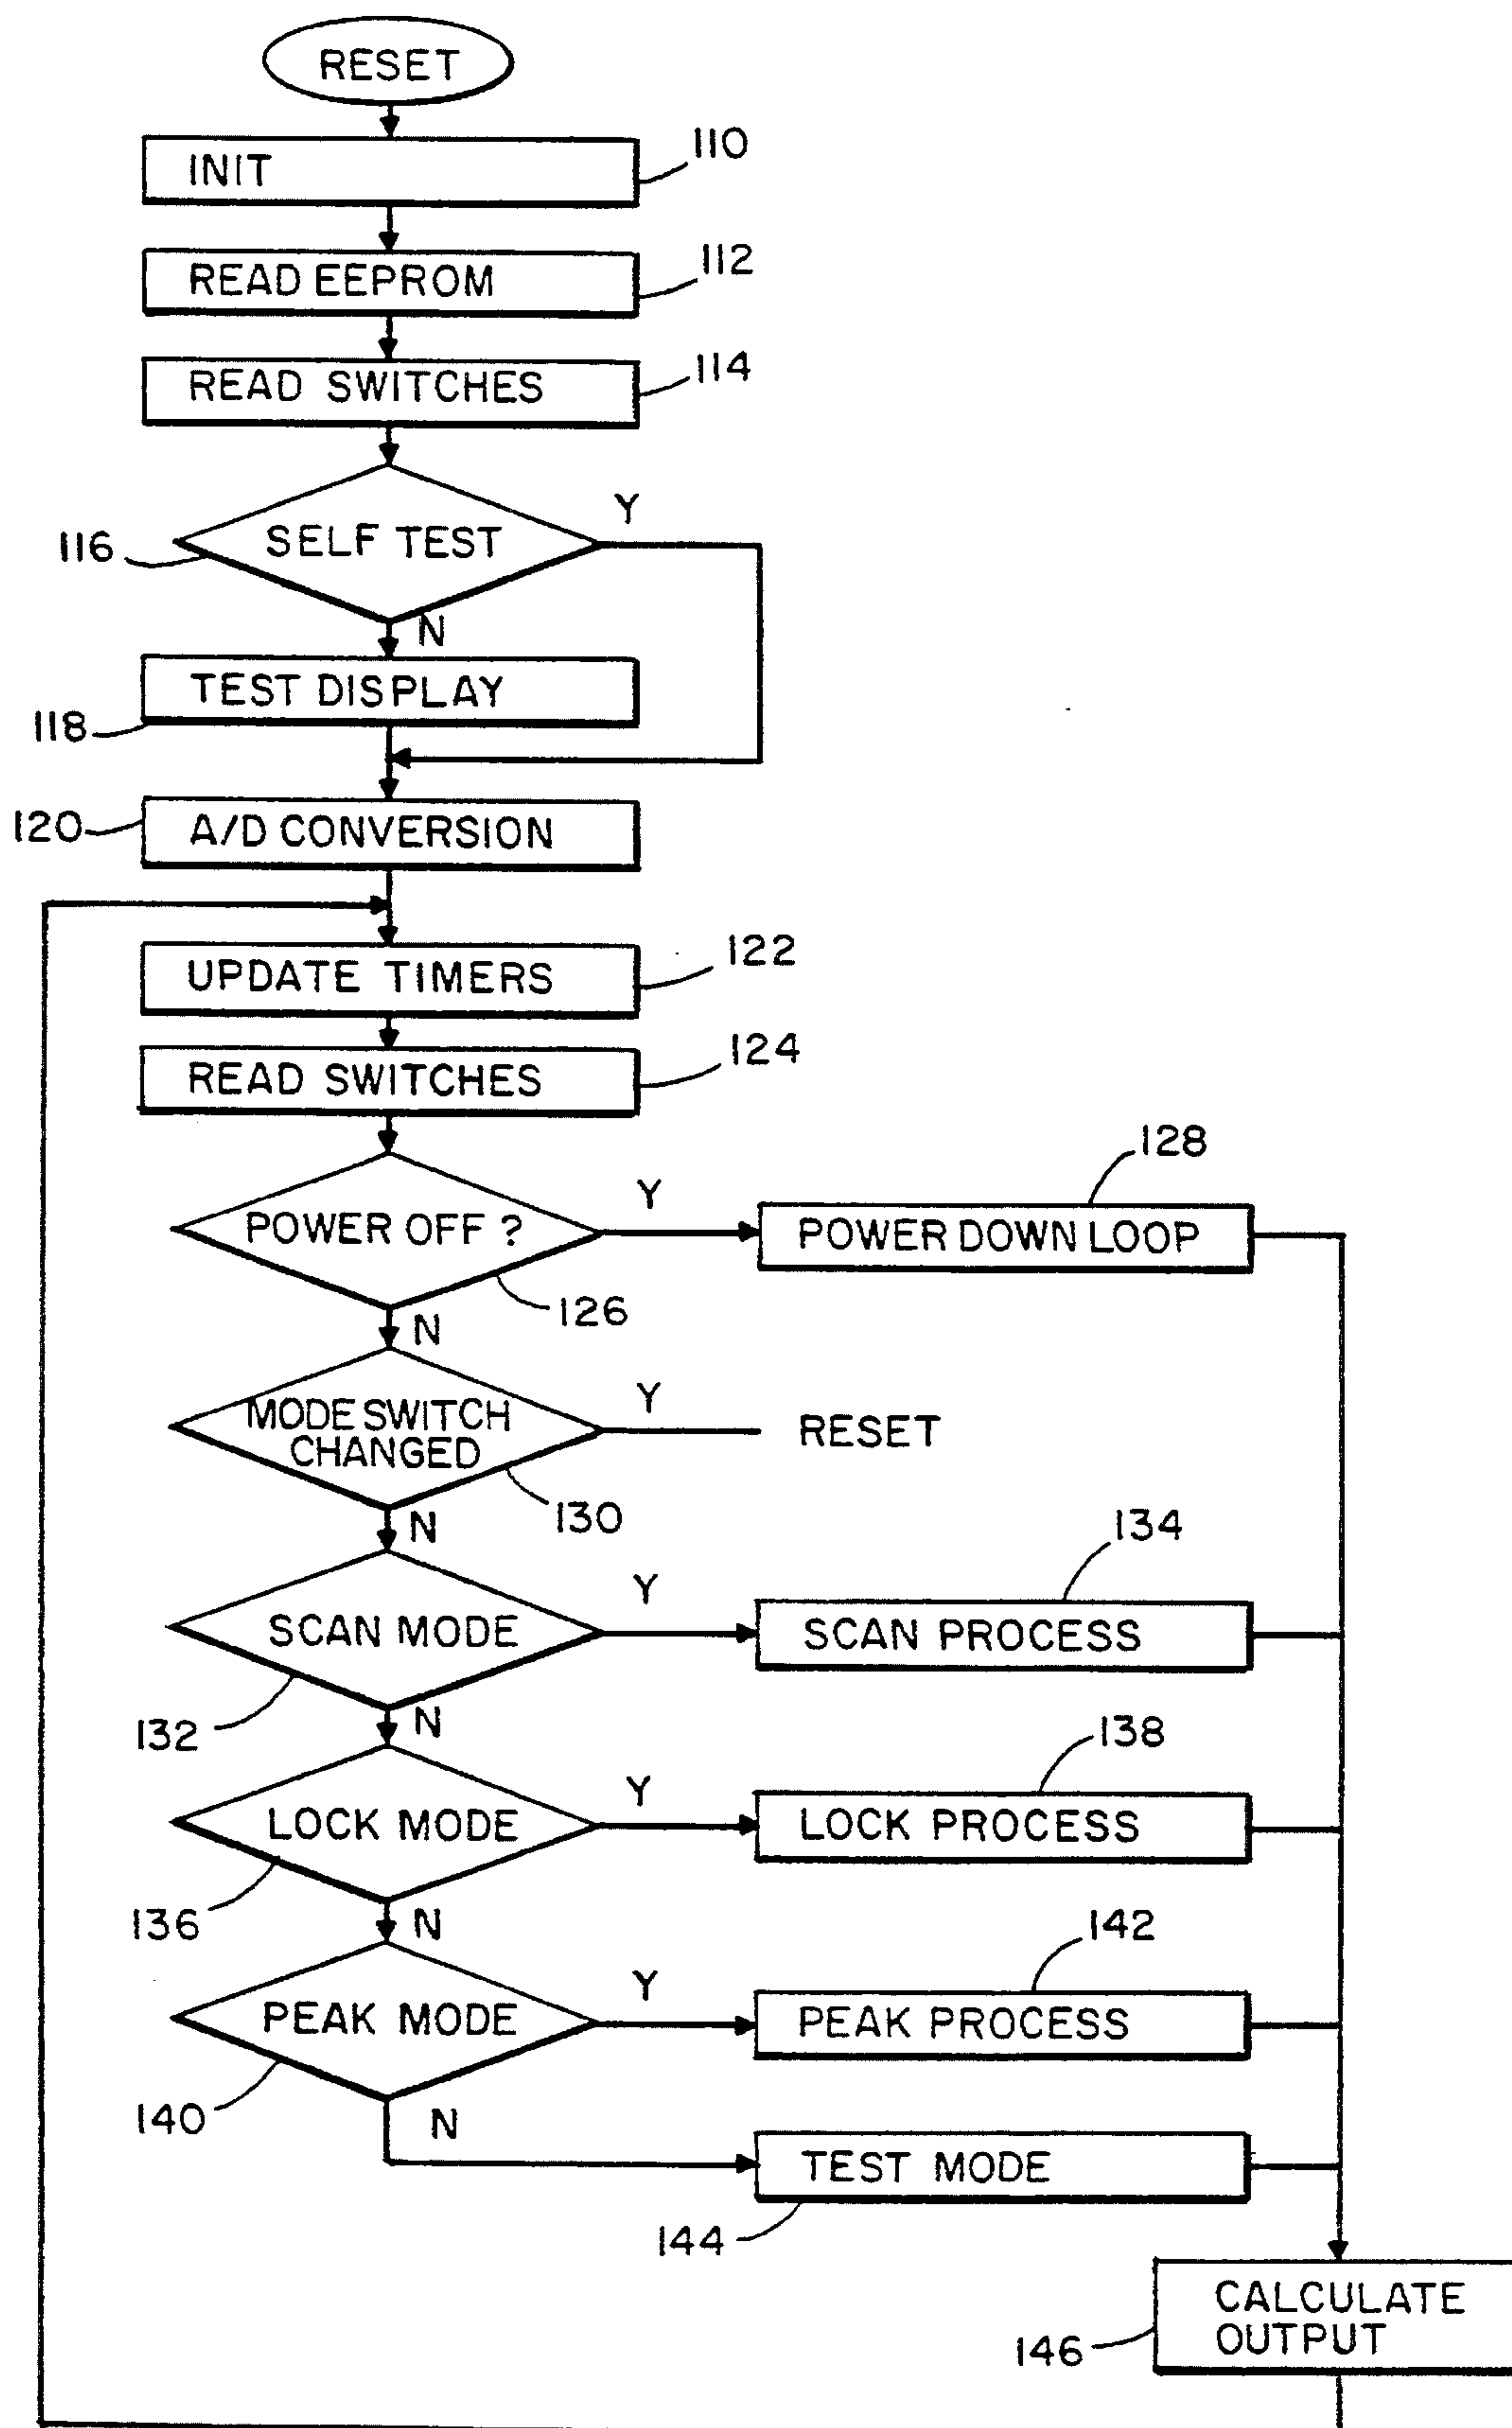 RESET
INIT
110
READ EEPROM
112
READ SWITCHES
114
SELF TEST
Y
116
N
TEST DISPLAY
118
A/D CONVERSION
120
UPDATE TIMERS
122
READ SWITCHES
124
POWER OFF ?
Y
POWER DOWN LOOP
128
126
N
MODE SWITCH
CHANGED
Y
RESET
130
N
SCAN MODE
Y
SCAN PROCESS
134
132
N
LOCK MODE
Y
LOCK PROCESS
138
136
N
PEAK MODE
Y
PEAK PROCESS
142
140
N
TEST MODE
144
CALCULATE
OUTPUT
146